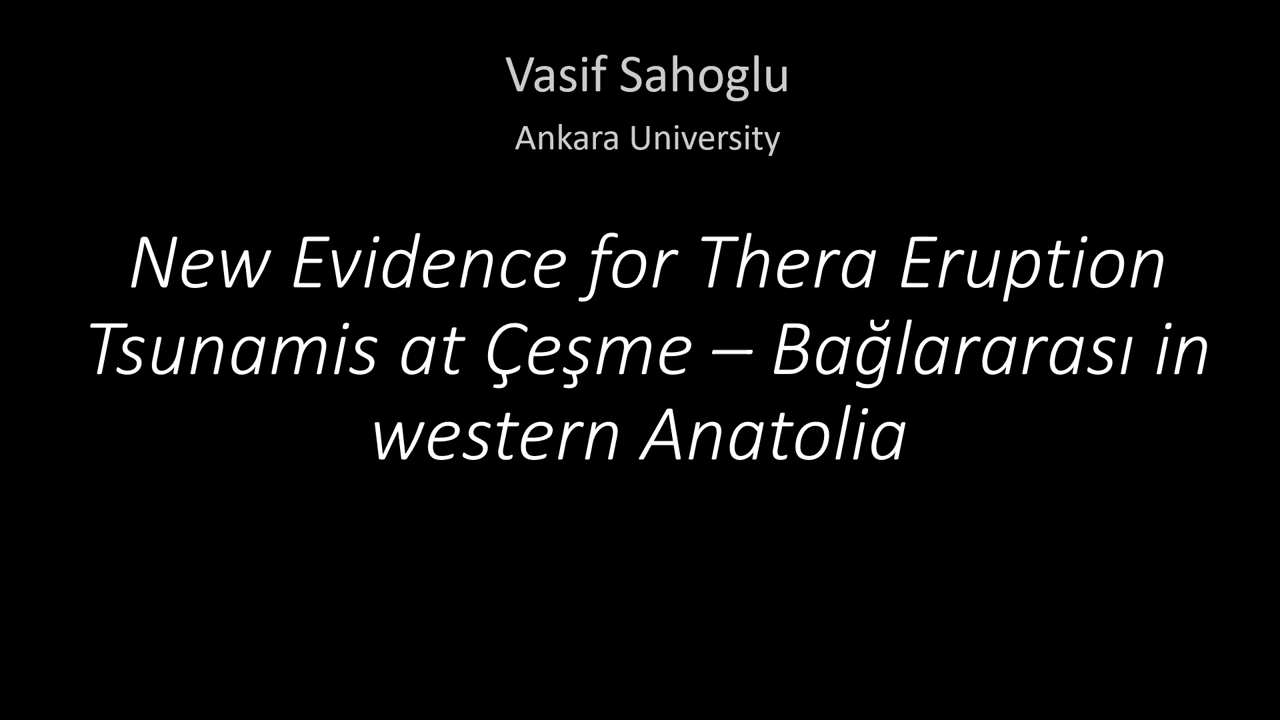 Vasif Sahoglu
Ankara University
New Evidence for Thera Eruption
Tsunamis at Çeşme – Bağlararası in
western Anatolia